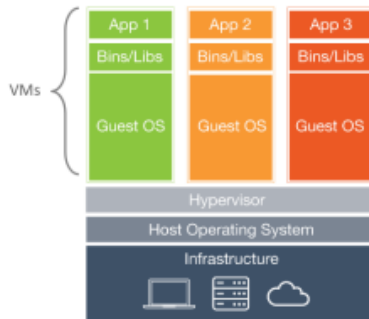 App 1 App 2 App 3
Bins/Libs Bins/Libs Bins/Libs
VMs
Guest OS Guest OS Guest OS
Hypervisor
Host Operating System
Infrastructure